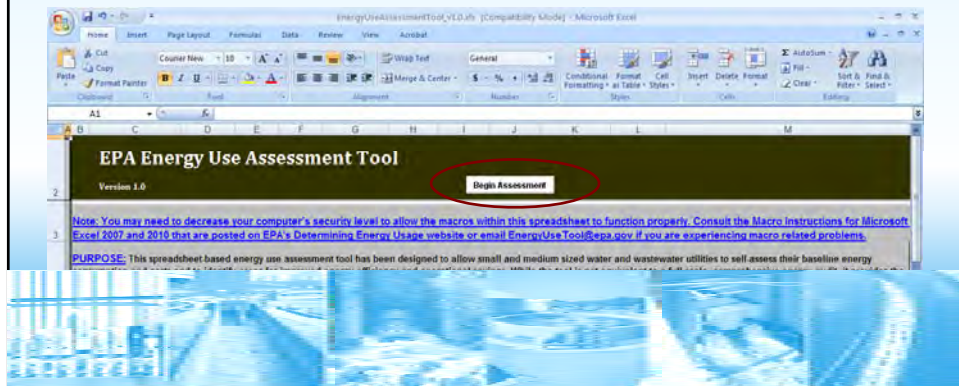 EnergyUseAssessmentTool_v1.0.xls [Compatibility Mode] - Microsoft Excel
Home Insert Page Layout Formulas Data Review View Acrobat
Cut
Copy
Format Painter
Paste
Clipboard
Courier New 10
Font
Wrap Text
Merge & Center
Alignment
General
Number
Conditional Formatting
Format as Table
Cell Styles
Styles
Insert Delete Format
Cells
AutoSum
Fill
Clear
Sort & Filter
Find & Select
Editing
A1
A B C D E F G H I J K L M
EPA Energy Use Assessment Tool
2 Version 1.0
Begin Assessment
Note: You may need to decrease your computer's security level to allow the macros within this spreadsheet to function properly. Consult the Macro Instructions for Microsoft
3 Excel 2007 and 2010 that are posted on EPA's Determining Energy Usage website or email EnergyUseTool@epa.gov if you are experiencing macro related problems.
PURPOSE: This spreadsheet based energy use assessment tool has been designed to allow small and medium sized water and wastewater utilities to self-assess their baseline energy